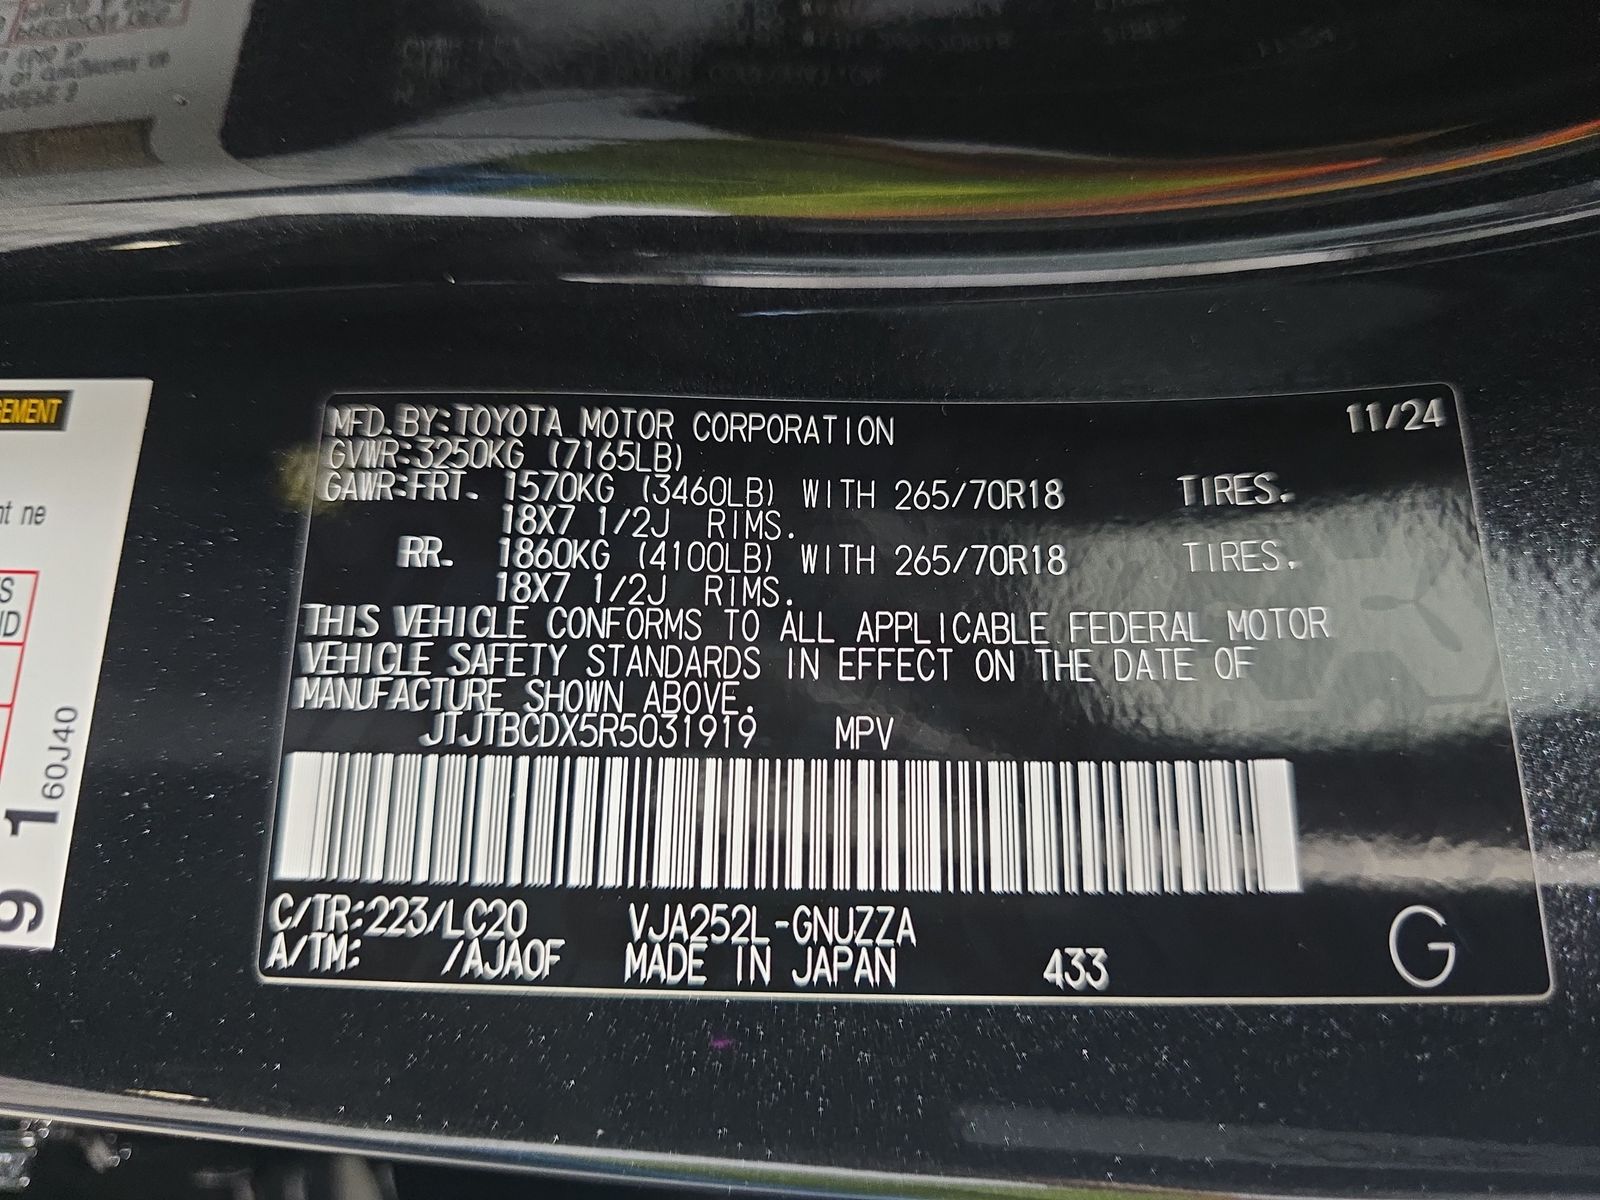 MFD. BY: TOYOTA MOTOR CORPORATION 11/24
GVWR: 3250KG (7165LB)
GAWR: FRT. 1570KG (3460LB) WITH 265/70R18 TIRES.
18X7 1/2J RIMS.
RR. 1860KG (4100LB) WITH 265/70R18 TIRES.
18X7 1/2J RIMS.
THIS VEHICLE CONFORMS TO ALL APPLICABLE FEDERAL MOTOR
VEHICLE SAFETY STANDARDS IN EFFECT ON THE DATE OF
MANUFACTURE SHOWN ABOVE.
JTJTBCDX5R5031919 MPV
C/TR: 223/LC20 VJA252L-GNUZZA
A/TM: /AJA0F MADE IN JAPAN 433 G
nt ne
60J40
9 1